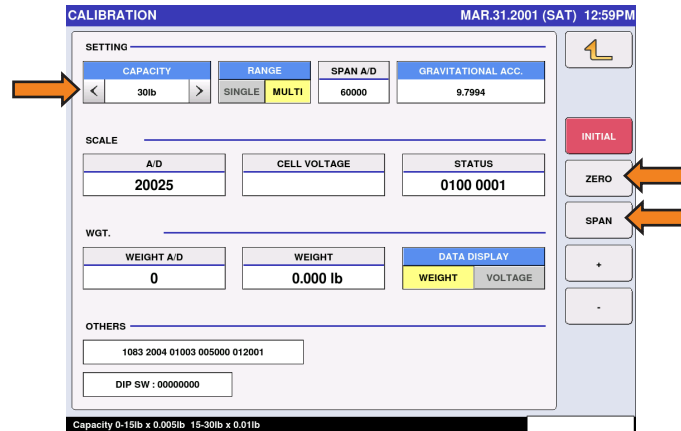 CALIBRATION MAR.31.2001 (SAT) 12:59PM
SETTING
CAPACITY RANGE SPAN A/D GRAVITATIONAL ACC.
< 30lb > SINGLE MULTI 60000 9.7994
INITIAL
SCALE
A/D CELL VOLTAGE STATUS
20025 0100 0001
ZERO
SPAN
WGT.
WEIGHT A/D WEIGHT DATA DISPLAY
0 0.000 lb WEIGHT VOLTAGE
+
-
OTHERS
1083 2004 01003 005000 012001
DIP SW : 00000000
Capacity 0-15lb x 0.005lb 15-30lb x 0.01lb